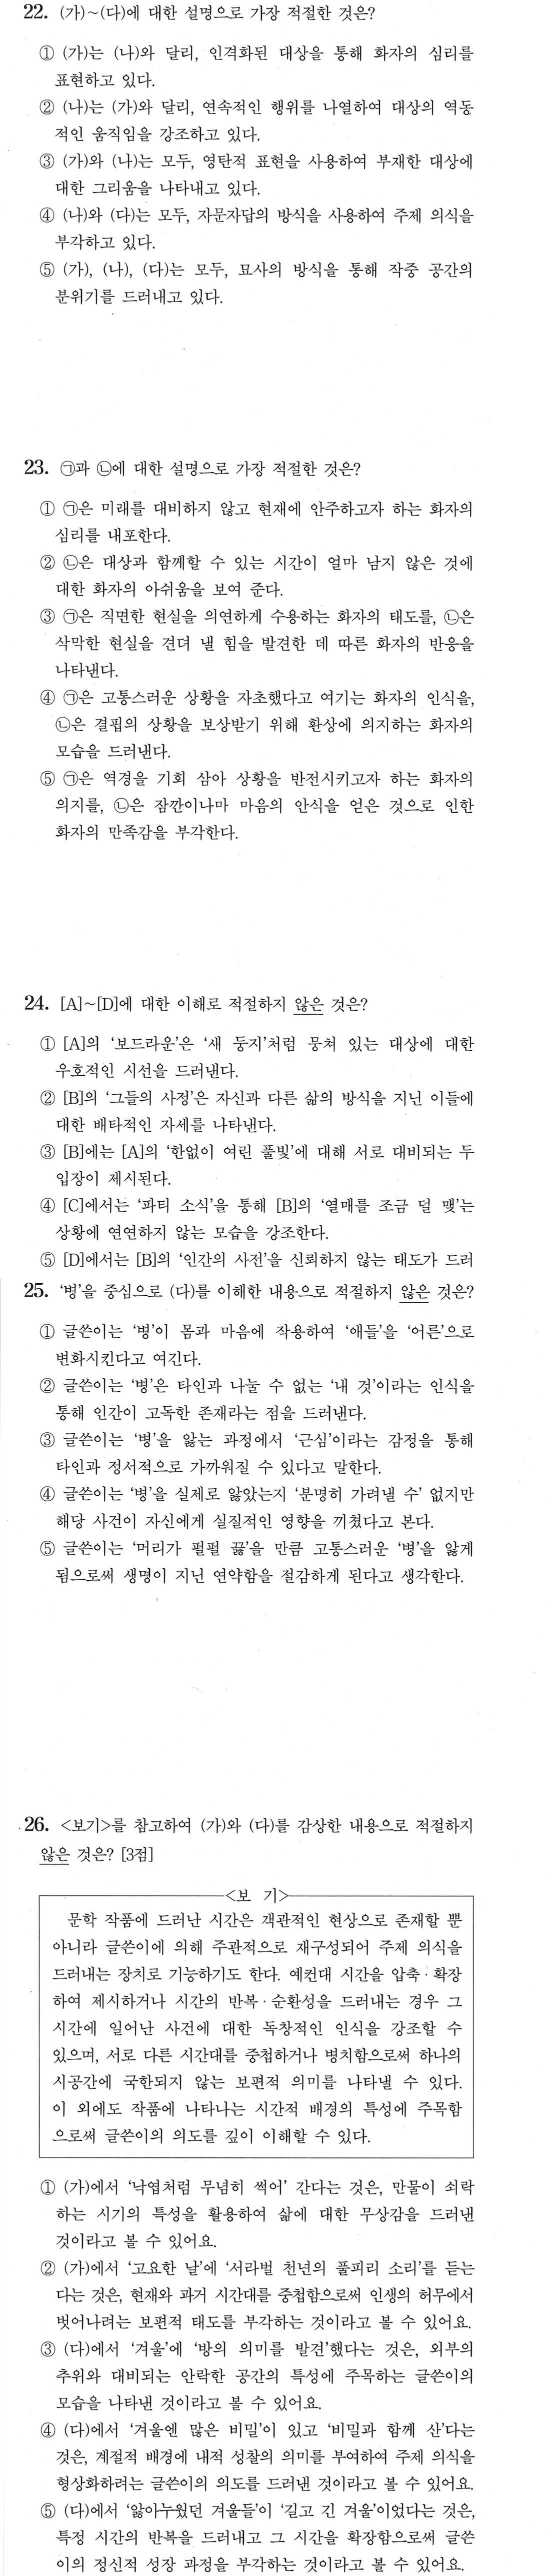 22. (가)~(다)에 대한 설명으로 가장 적절한 것은?
① (가)는 (나)와 달리, 인격화된 대상을 통해 화자의 심리를
표현하고 있다.
② (나)는 (가)와 달리, 연속적인 행위를 나열하여 대상의 역동
적인 움직임을 강조하고 있다.
③ (가)와 (나)는 모두, 영탄적 표현을 사용하여 부재한 대상에
대한 그리움을 나타내고 있다.
④ (나)와 (다)는 모두, 자문자답의 방식을 사용하여 주제 의식을
부각하고 있다.
⑤ (가), (나), (다)는 모두, 묘사의 방식을 통해 작중 공간의
분위기를 드러내고 있다.
23. ㉠과 ㉡에 대한 설명으로 가장 적절한 것은?
① ㉠은 미래를 대비하지 않고 현재에 안주하고자 하는 화자의
심리를 내포한다.
② ㉡은 대상과 함께할 수 있는 시간이 얼마 남지 않은 것에
대한 화자의 아쉬움을 보여 준다.
③ ㉠은 직면한 현실을 의연하게 수용하는 화자의 태도를, ㉡은
삭막한 현실을 견뎌 낼 힘을 발견한 데 따른 화자의 반응을
나타낸다.
④ ㉠은 고통스러운 상황을 자초했다고 여기는 화자의 인식을,
㉡은 결핍의 상황을 보상받기 위해 환상에 의지하는 화자의
모습을 드러낸다.
⑤ ㉠은 역경을 기회 삼아 상황을 반전시키고자 하는 화자의
의지를, ㉡은 잠깐이나마 마음의 안식을 얻은 것으로 인한
화자의 만족감을 부각한다.
24. [A]~[D]에 대한 이해로 적절하지 않은 것은?
① [A]의 ‘보드라운’은 ‘새 둥지’처럼 뭉쳐 있는 대상에 대한
우호적인 시선을 드러낸다.
② [B]의 ‘그들의 사정’은 자신과 다른 삶의 방식을 지닌 이들에
대한 배타적인 자세를 나타낸다.
③ [B]에는 [A]의 ‘한없이 여린 풀빛’에 대해 서로 대비되는 두
입장이 제시된다.
④ [C]에서는 ‘파티 소식’을 통해 [B]의 ‘열매를 조금 덜 맺’는
상황에 연연하지 않는 모습을 강조한다.
⑤ [D]에서는 [B]의 ‘인간의 사전’을 신뢰하지 않는 태도가 드러
25. ‘병’을 중심으로 (다)를 이해한 내용으로 적절하지 않은 것은?
① 글쓴이는 ‘병’이 몸과 마음에 작용하여 ‘애들’을 ‘어른’으로
변화시킨다고 여긴다.
② 글쓴이는 ‘병’은 타인과 나눌 수 없는 ‘내 것’이라는 인식을
통해 인간이 고독한 존재라는 점을 드러낸다.
③ 글쓴이는 ‘병’을 앓는 과정에서 ‘근심’이라는 감정을 통해
타인과 정서적으로 가까워질 수 있다고 말한다.
④ 글쓴이는 ‘병’을 실제로 앓았는지 ‘분명히 가려낼 수’ 없지만
해당 사건이 자신에게 실질적인 영향을 끼쳤다고 본다.
⑤ 글쓴이는 ‘머리가 펄펄 끓’을 만큼 고통스러운 ‘병’을 앓게
됨으로써 생명이 지닌 연약함을 절감하게 된다고 생각한다.
26. <보기>를 참고하여 (가)와 (다)를 감상한 내용으로 적절하지
않은 것은? [3점]
<보 기>
문학 작품에 드러난 시간은 객관적인 현상으로 존재할 뿐
아니라 글쓴이에 의해 주관적으로 재구성되어 주제 의식을
드러내는 장치로 기능하기도 한다. 예컨대 시간을 압축·확장
하여 제시하거나 시간의 반복·순환성을 드러내는 경우 그
시간에 일어난 사건에 대한 독창적인 인식을 강조할 수
있으며, 서로 다른 시간대를 중첩하거나 병치함으로써 하나의
시공간에 국한되지 않는 보편적 의미를 나타낼 수 있다.
이 외에도 작품에 나타나는 시간적 배경의 특성에 주목함
으로써 글쓴이의 의도를 깊이 이해할 수 있다.
① (가)에서 ‘낙엽처럼 무념히 썩어’ 간다는 것은, 만물이 쇠락
하는 시기의 특성을 활용하여 삶에 대한 무상감을 드러낸
것이라고 볼 수 있어요.
② (가)에서 ‘고요한 날’에 ‘서라벌 천년의 풀피리 소리’를 듣는
다는 것은, 현재와 과거 시간대를 중첩함으로써 인생의 허무에서
벗어나려는 보편적 태도를 부각하는 것이라고 볼 수 있어요.
③ (다)에서 ‘겨울’에 ‘방의 의미를 발견’했다는 것은, 외부의
추위와 대비되는 안락한 공간의 특성에 주목하는 글쓴이의
모습을 나타낸 것이라고 볼 수 있어요.
④ (다)에서 ‘겨울엔 많은 비밀’이 있고 ‘비밀과 함께 산’다는
것은, 계절적 배경에 내적 성찰의 의미를 부여하여 주제 의식을
형상화하려는 글쓴이의 의도를 드러낸 것이라고 볼 수 있어요.
⑤ (다)에서 ‘앓아누웠던 겨울들’이 ‘길고 긴 겨울’이었다는 것은,
특정 시간의 반복을 드러내고 그 시간을 확장함으로써 글쓴
이의 정신적 성장 과정을 부각하는 것이라고 볼 수 있어요.